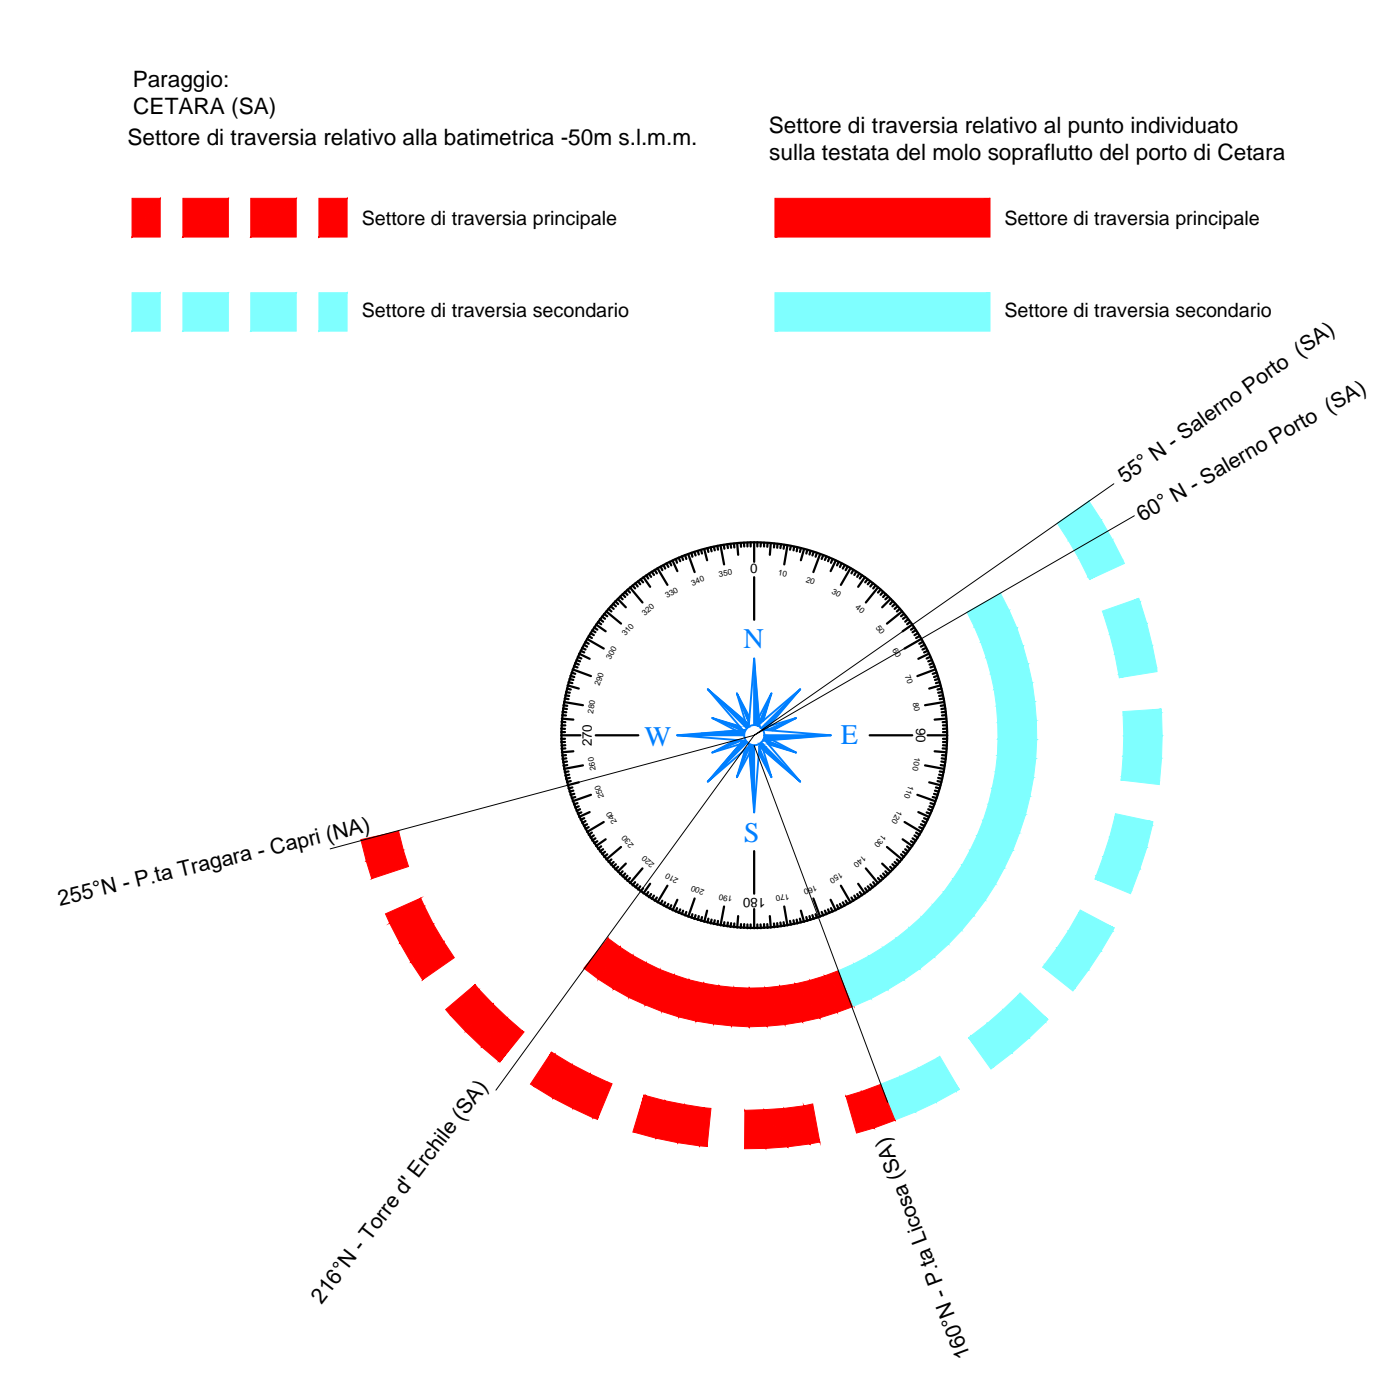 Paraggio:
CETARA (SA)
Settore di traversia relativo alla batimetrica -50m s.l.m.m.
Settore di traversia principale
Settore di traversia secondario
Settore di traversia relativo al punto individuato
sulla testata del molo sopraflutto del porto di Cetara
Settore di traversia principale
Settore di traversia secondario
55° N - Salerno Porto (SA)
60° N - Salerno Porto (SA)
0
10
20
30
40
50
60
70
80
90
100
110
120
130
140
150
160
170
180
190
200
210
220
230
240
250
260
270
280
290
300
310
320
330
340
350
N
E
S
W
255°N - P.ta Tragara - Capri (NA)
216°N - Torre d' Erchile (SA)
160°N - P.ta Licosa (SA)